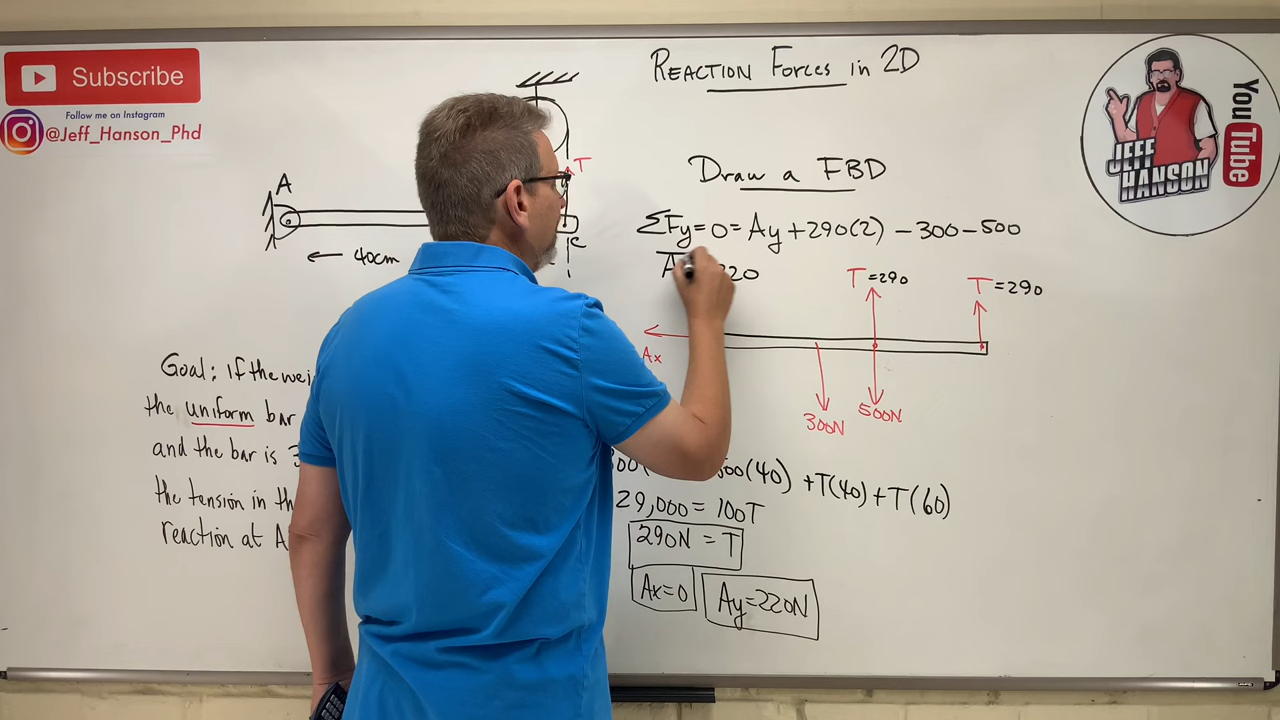 Subscribe
Follow me on Instagram
@Jeff_Hanson_Phd
REACTION Forces in 2D
YouTube
JEFF
HANSON
T
A
C
← 40cm
Draw a FBD
ΣFy=0=Ay+290(2)-300-500
20
T=290
T=290
Ax
300N
500N
Goal: If the
the uniform bar
and the bar is
the tension in
reaction at A
(40) +T(40)+T(60)
29,000=100T
290N=T
Ax=0
Ay=220N